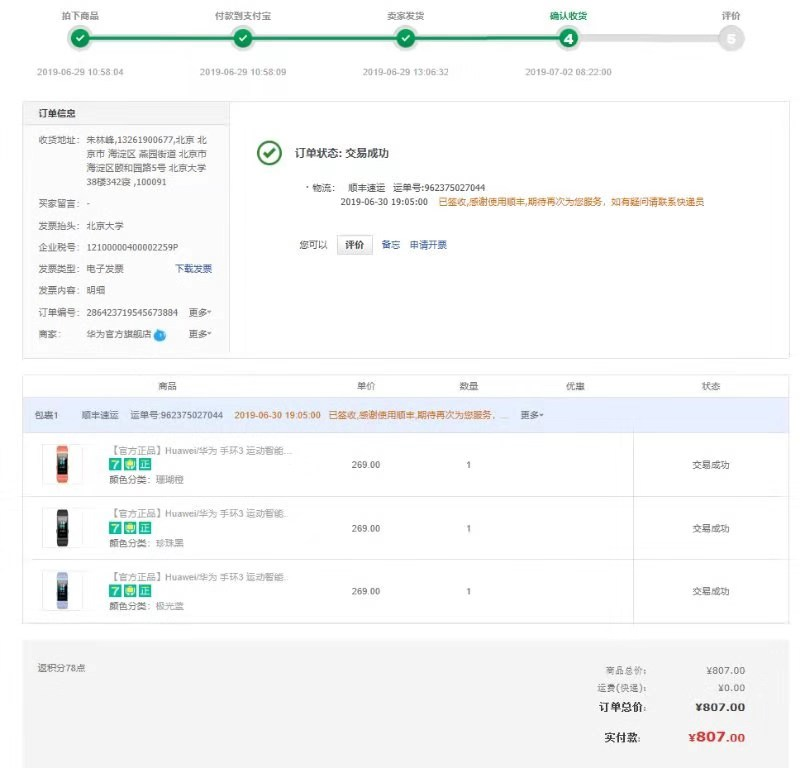 拍下商品 付款到支付宝 卖家发货 确认收货 评价
4 5
2019-06-29 10:58:04 2019-06-29 10:58:09 2019-06-29 13:06:32 2019-07-02 08:22:00
订单信息
收货地址: 朱林峰,13261900677,北京 北
京市 海淀区 燕园街道 北京市
海淀区颐和园路5号 北京大学
38楼342寝 ,100091
买家留言: -
发票抬头: 北京大学
企业税号: 12100000400002259P
发票类型: 电子发票 下载发票
发票内容: 明细
订单编号: 286423719545673884 更多
商家: 华为官方旗舰店 更多
订单状态: 交易成功
· 物流: 顺丰速运 运单号:962375027044
2019-06-30 19:05:00 已签收,感谢使用顺丰,期待再次为您服务，如有疑问请联系快递员
您可以 评价 备忘 申请开票
商品 单价 数量 优惠 状态
包裹1 顺丰速运 运单号:962375027044 2019-06-30 19:05:00 已签收,感谢使用顺丰,期待再次为您服务，... 更多
【官方正品】Huawei/华为 手环3 运动智能...
7 正
颜色分类: 珊瑚橙
269.00 1 交易成功
【官方正品】Huawei/华为 手环3 运动智能..
7 正
颜色分类: 珍珠黑
269.00 1 交易成功
【官方正品】Huawei/华为 手环3 运动智能..
7 正
颜色分类: 极光蓝
269.00 1 交易成功
返积分78点
商品总价: ¥807.00
运费(快递): ¥0.00
订单总价: ¥807.00
实付款: ¥807.00